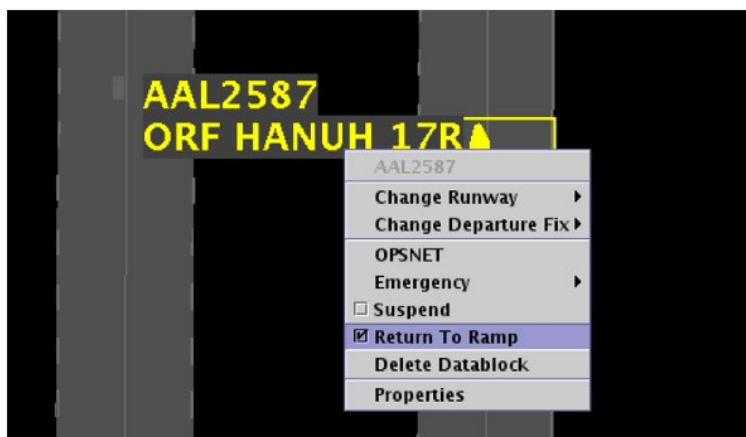 AAL2587
ORF HANUH 17R
AAL2587
Change Runway
Change Departure Fix
OPSNET
Emergency
Suspend
Return To Ramp
Delete Datablock
Properties